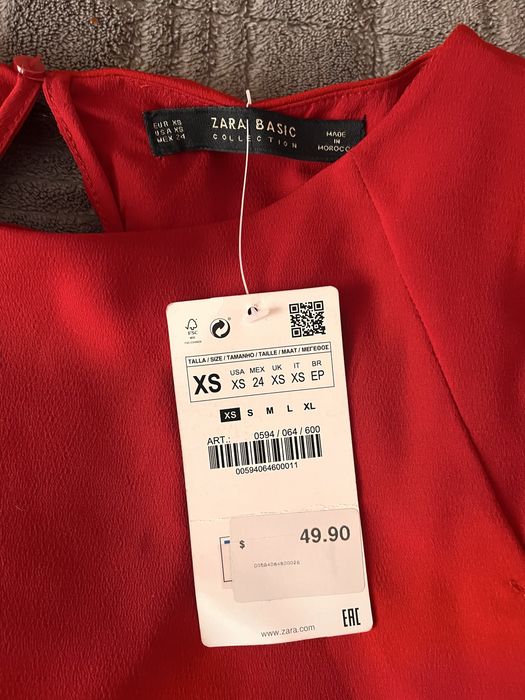 EUR XS
USA XS
MEX 24
ZARA BASIC
COLLECTION
MADE
IN
MOROCCO
FSC
TALLA / SIZE / TAMANHO / TAILLE / MAAT / ΜΕΓΕΘΟΣ
XS
USA MEX UK IT BR
XS 24 XS XS EP
XS S M L XL
ART.: 0594 / 064 / 600
00594064600011
$ 49.90
www.zara.com
EAC